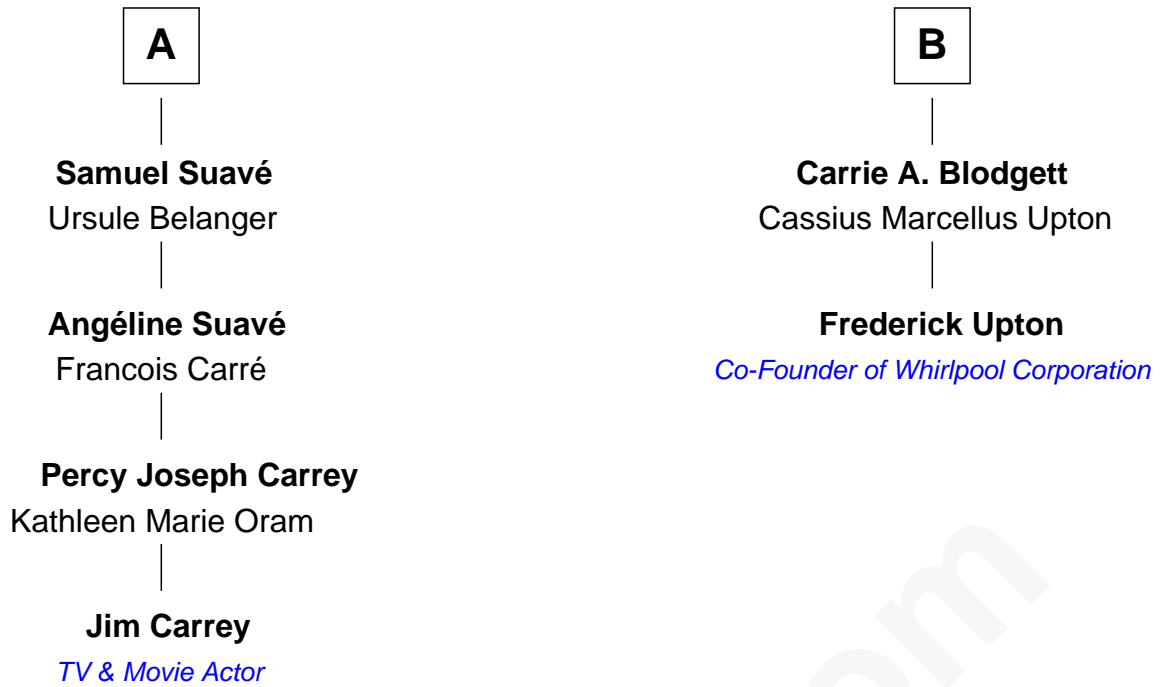 A
Samuel Suavé
Ursule Belanger
Angéline Suavé
Francois Carré
Percy Joseph Carrey
Kathleen Marie Oram
Jim Carrey
TV & Movie Actor
B
Carrie A. Blodgett
Cassius Marcellus Upton
Frederick Upton
Co-Founder of Whirlpool Corporation
om